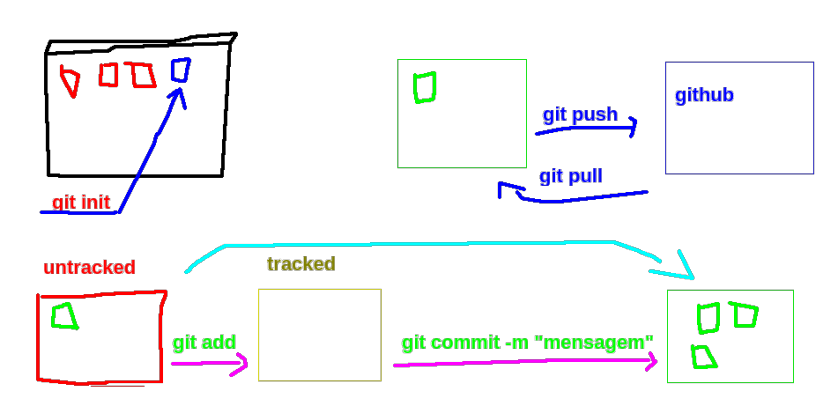 github
git push
git pull
git init
untracked
tracked
git add
git commit -m "mensagem"